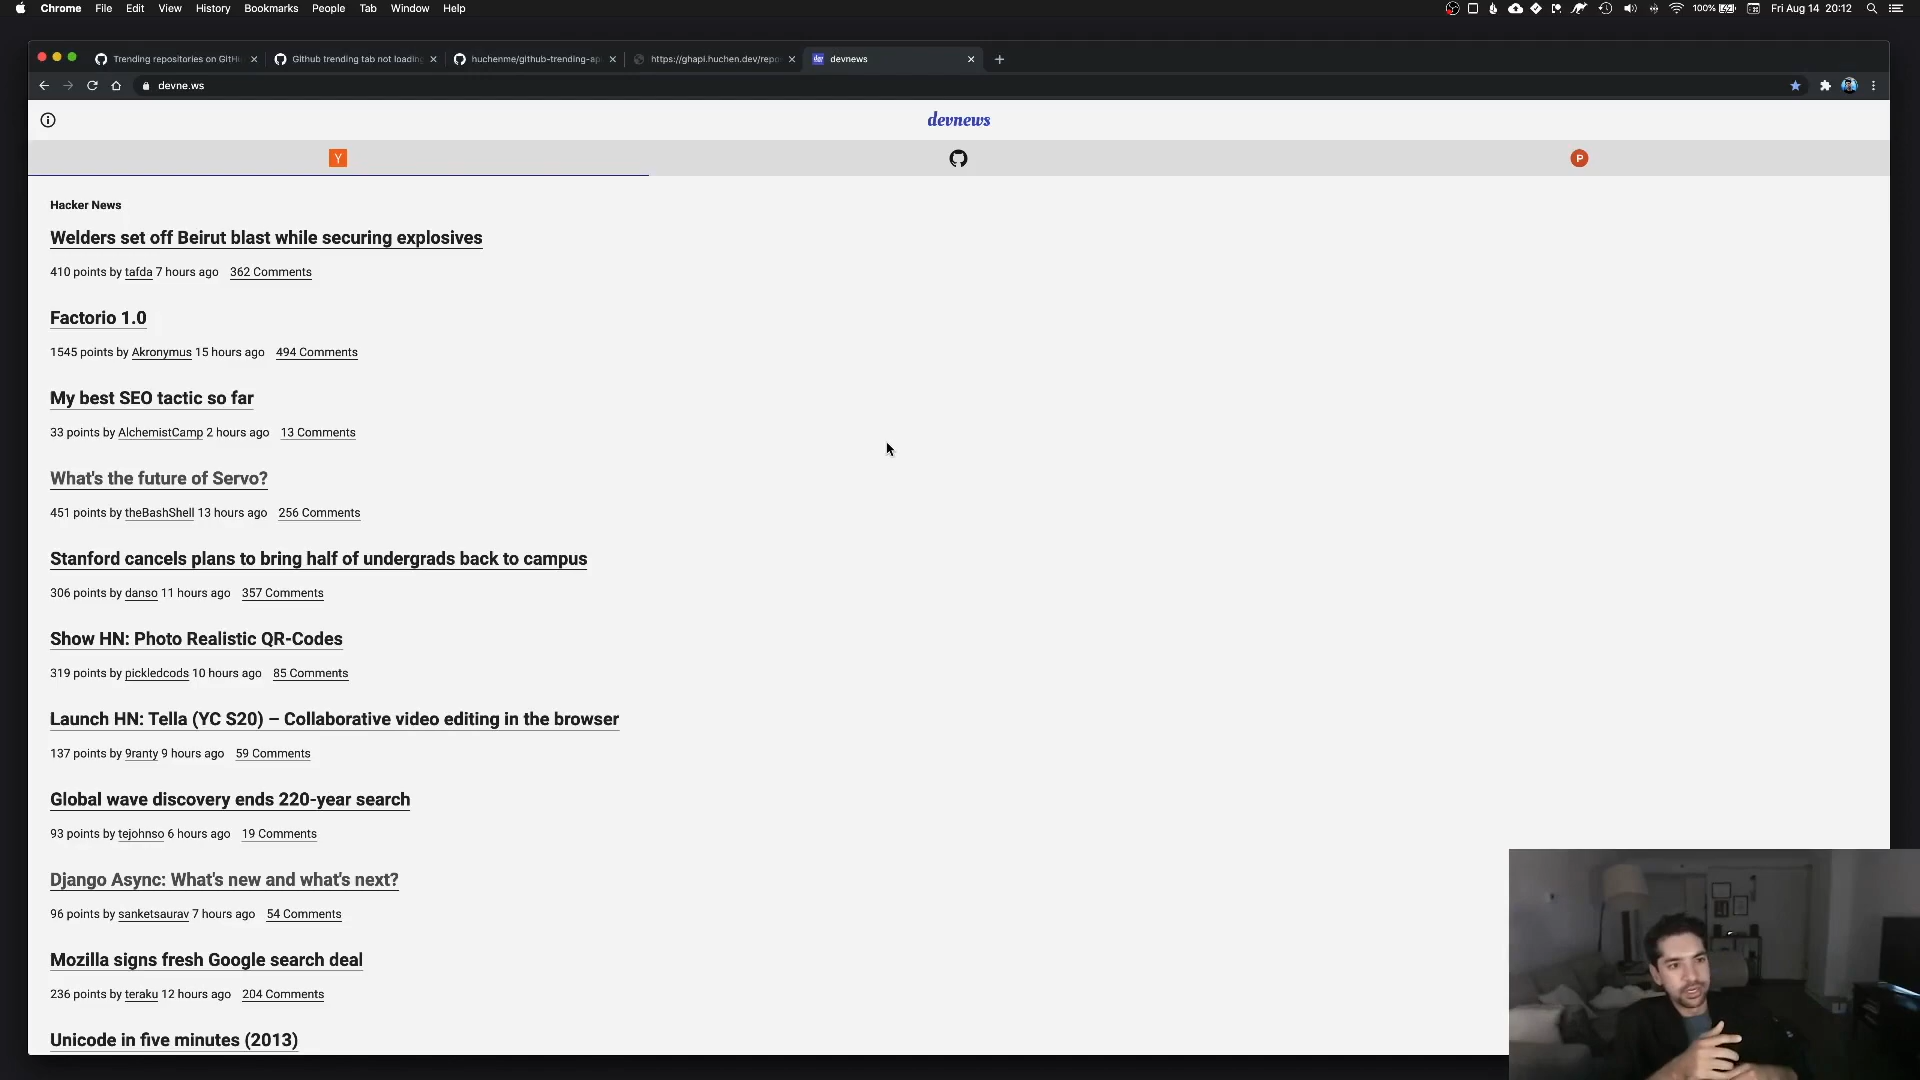 Chrome File Edit View History Bookmarks People Tab Window Help 100% Fri Aug 14 20:12
Trending repositories on GitHu Github trending tab not loading huchenme/github-trending-ap https://ghapi.huchen.dev/repo devnews
devne.ws
devnews
Y P
Hacker News
Welders set off Beirut blast while securing explosives
410 points by tafda 7 hours ago 362 Comments
Factorio 1.0
1545 points by Akronymus 15 hours ago 494 Comments
My best SEO tactic so far
33 points by AlchemistCamp 2 hours ago 13 Comments
What's the future of Servo?
451 points by theBashShell 13 hours ago 256 Comments
Stanford cancels plans to bring half of undergrads back to campus
306 points by danso 11 hours ago 357 Comments
Show HN: Photo Realistic QR-Codes
319 points by pickledcods 10 hours ago 85 Comments
Launch HN: Tella (YC S20) – Collaborative video editing in the browser
137 points by 9ranty 9 hours ago 59 Comments
Global wave discovery ends 220-year search
93 points by tejohnso 6 hours ago 19 Comments
Django Async: What's new and what's next?
96 points by sanketsaurav 7 hours ago 54 Comments
Mozilla signs fresh Google search deal
236 points by teraku 12 hours ago 204 Comments
Unicode in five minutes (2013)